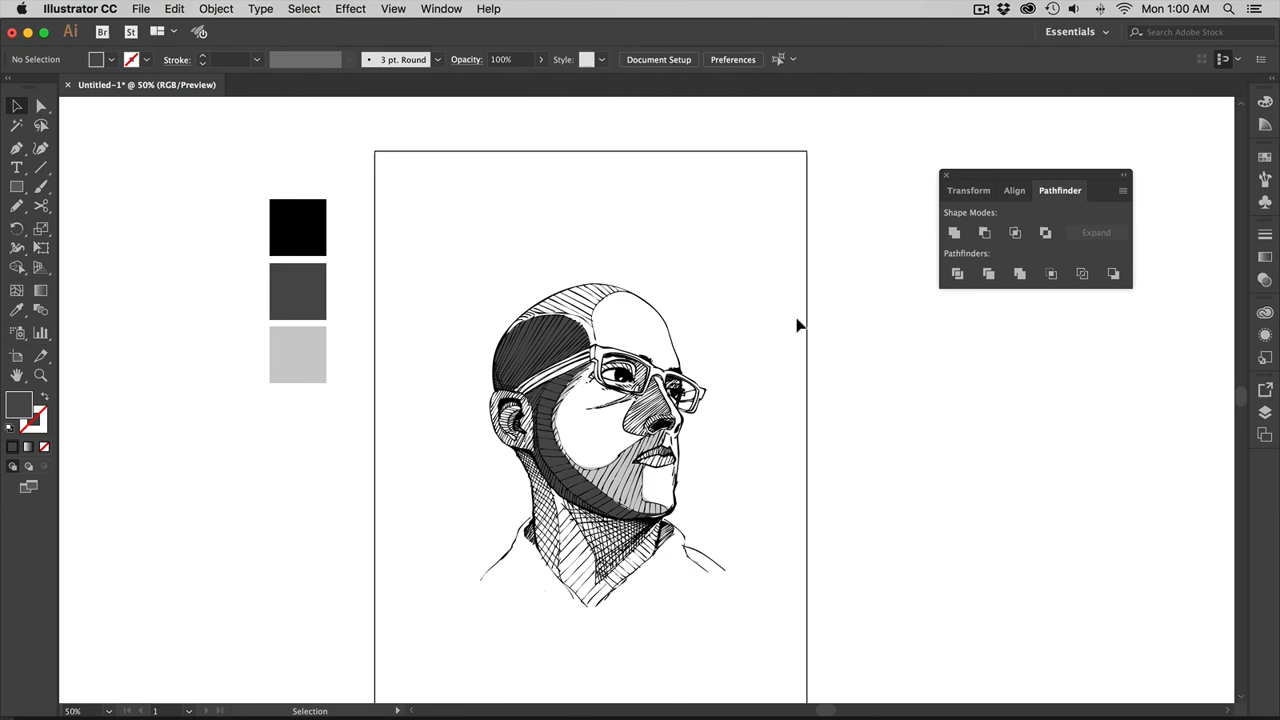 Illustrator CC File Edit Object Type Select Effect View Window Help Mon 1:00 AM
Ai Br St Essentials Search Adobe Stock
No Selection Stroke: 3 pt. Round Opacity: 100% Style: Document Setup Preferences
× Untitled-1* @ 50% (RGB/Preview)
Transform Align Pathfinder
Shape Modes:
Expand
Pathfinders:
50% 1 Selection